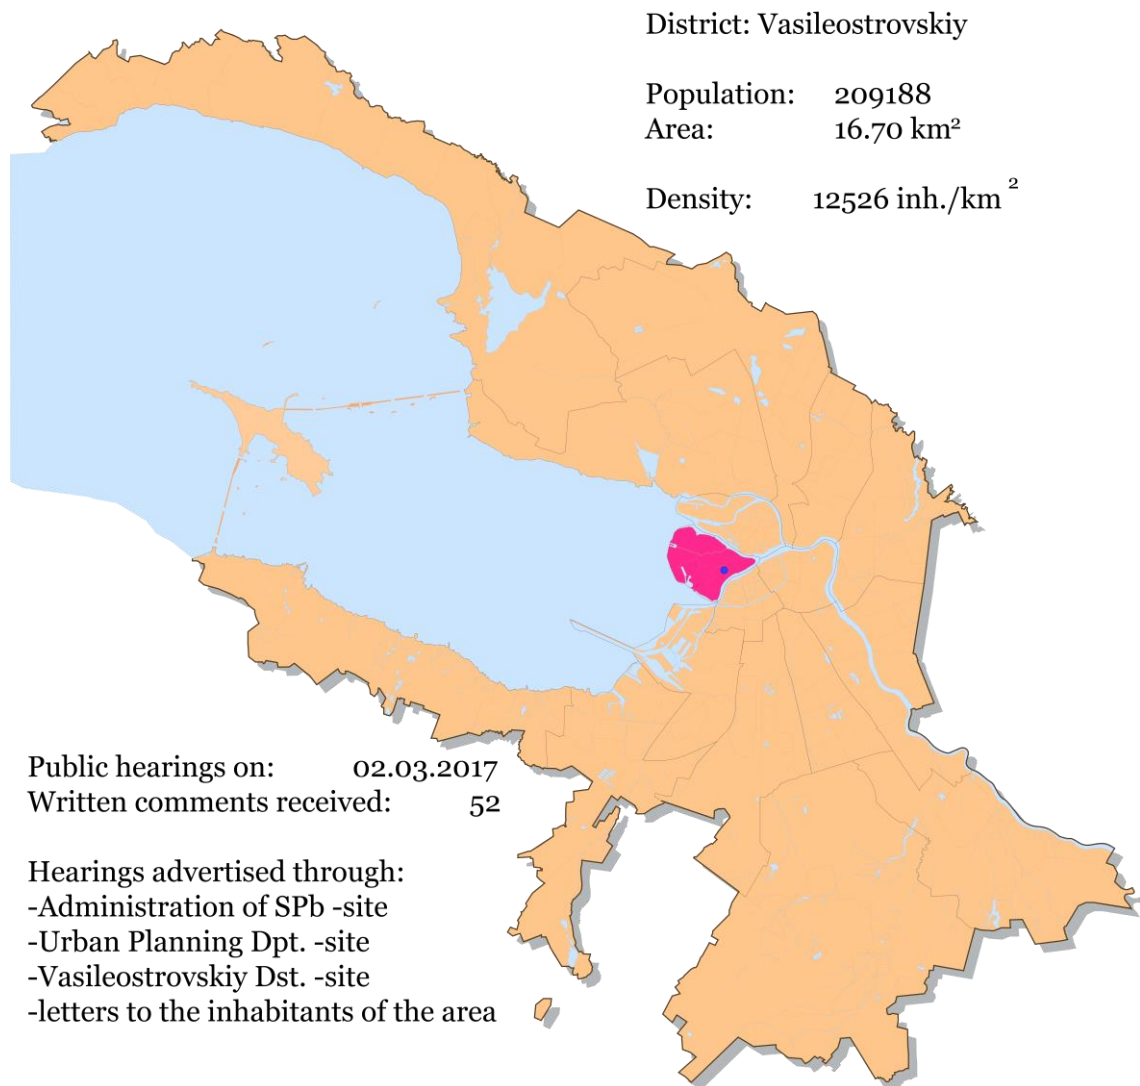 District: Vasileostrovskiy
Population: 209188
Area: 16.70 km²
Density: 12526 inh./km ²
Public hearings on: 02.03.2017
Written comments received: 52
Hearings advertised through:
-Administration of SPb -site
-Urban Planning Dpt. -site
-Vasileostrovskiy Dst. -site
-letters to the inhabitants of the area